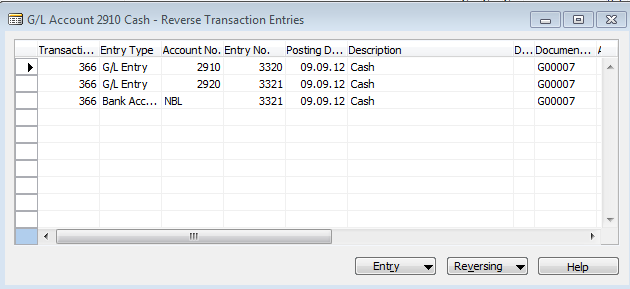 G/L Account 2910 Cash - Reverse Transaction Entries
Transacti... Entry Type Account No. Entry No. Posting D... Description D... Documen... A
366 G/L Entry 2910 3320 09.09.12 Cash G00007
366 G/L Entry 2920 3321 09.09.12 Cash G00007
366 Bank Acc... NBL 3321 09.09.12 Cash G00007
Entry Reversing Help